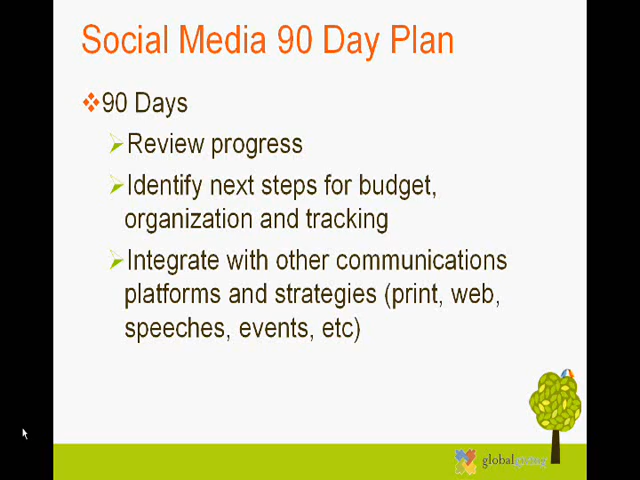 Social Media 90 Day Plan
90 Days
Review progress
Identify next steps for budget,
organization and tracking
Integrate with other communications
platforms and strategies (print, web,
speeches, events, etc)
globalgiving